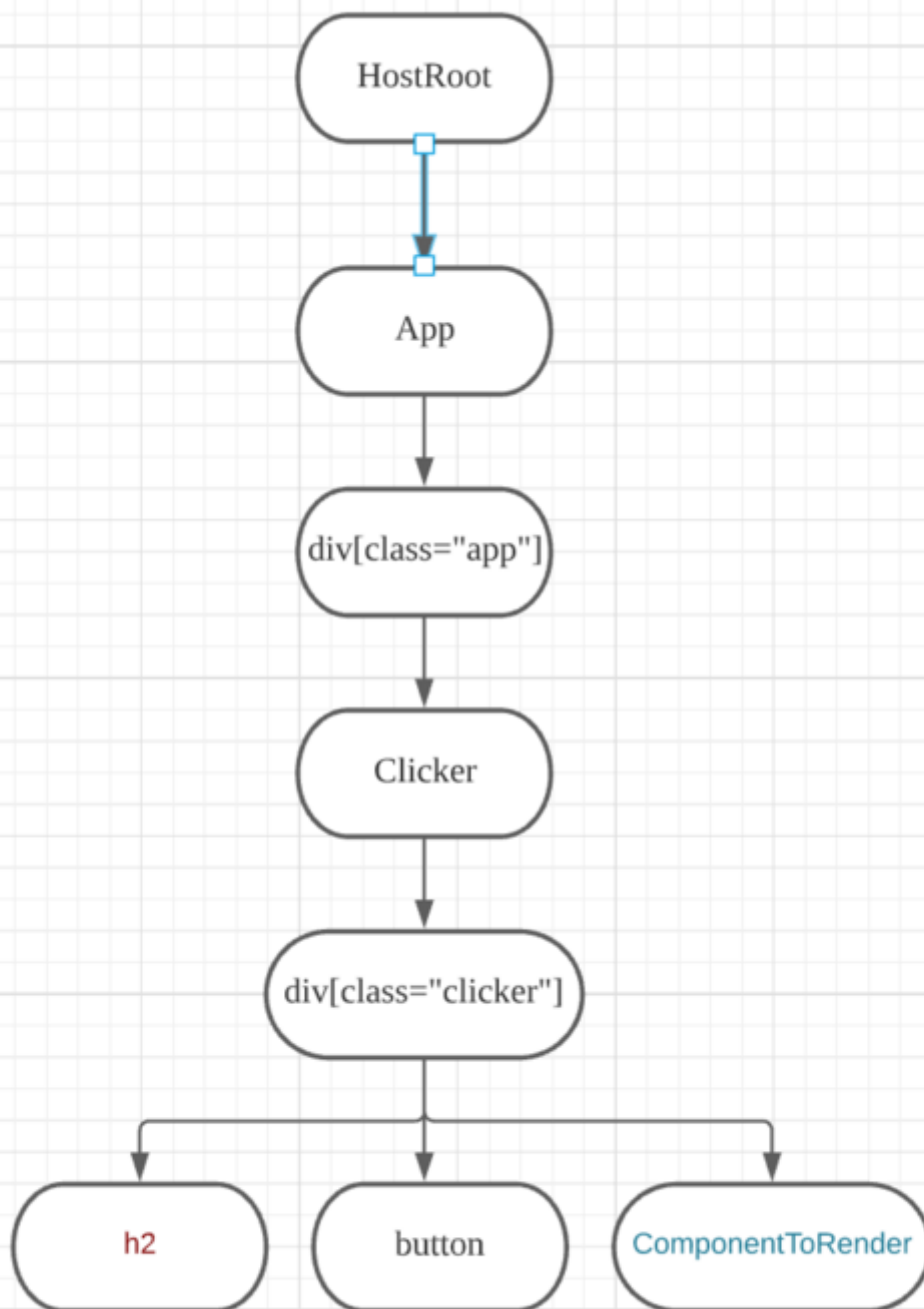 HostRoot
App
div[class="app"]
Clicker
div[class="clicker"]
h2
button
ComponentToRender